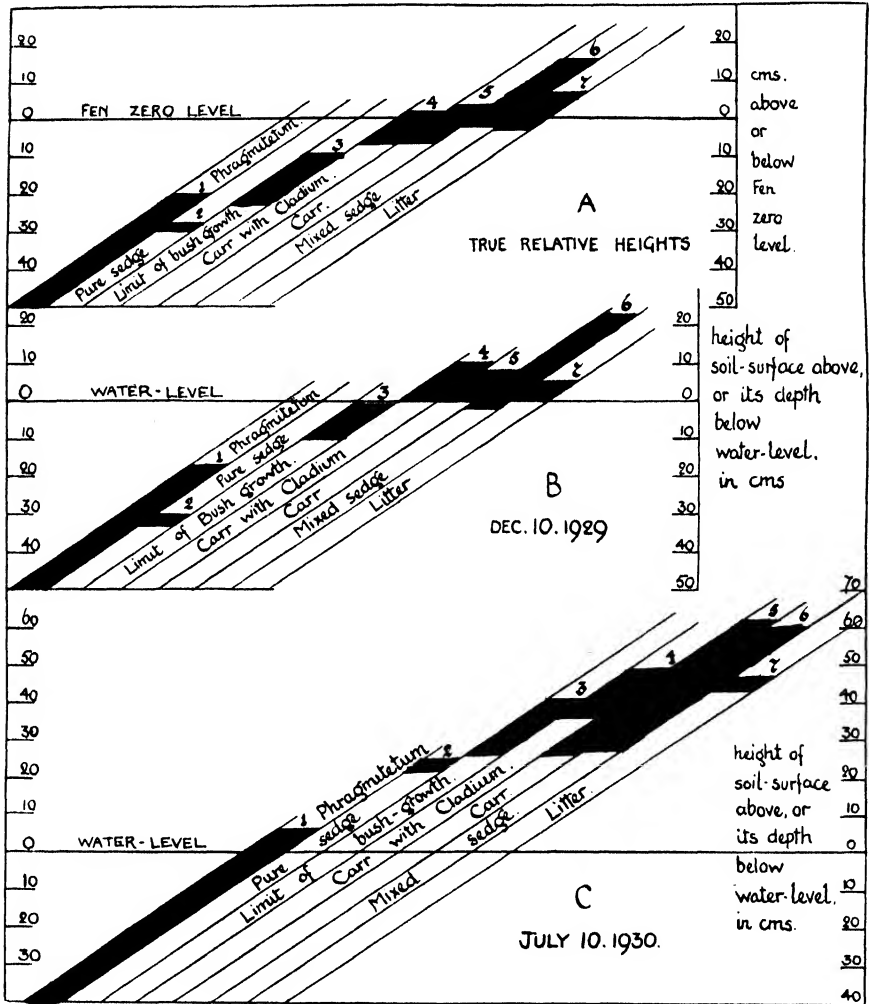 20
10
0
10
20
30
40
FEN ZERO LEVEL
1 Phragmitetum.
2
3
4
5
6
7
Pure sedge
Limit of bush growth
Carr with Cladium.
Carr.
Mixed sedge
Litter
A
TRUE RELATIVE HEIGHTS
20
10
0
10
20
30
40
50
cms.
above
or
below
Fen
zero
level.
20
10
0
10
20
30
40
WATER-LEVEL
1 Phragmitetum
2
3
4
5
6
7
Pure sedge
Limit of Bush growth.
Carr with Cladium
Carr
Mixed sedge
Litter
B
DEC. 10. 1929
20
10
0
10
20
30
40
50
height of
soil-surface above,
or its depth
below
water-level,
in cms
60
50
40
30
20
10
0
10
20
30
WATER-LEVEL
1 Phragmitetum
2
3
4
5
6
7
Pure sedge
Limit of bush-growth.
Carr with Cladium.
Carr
Mixed sedge.
Litter.
C
JULY 10. 1930.
70
60
50
40
30
20
10
0
10
20
30
40
height of
soil-surface
above, or
its depth
below
water-level,
in cms.